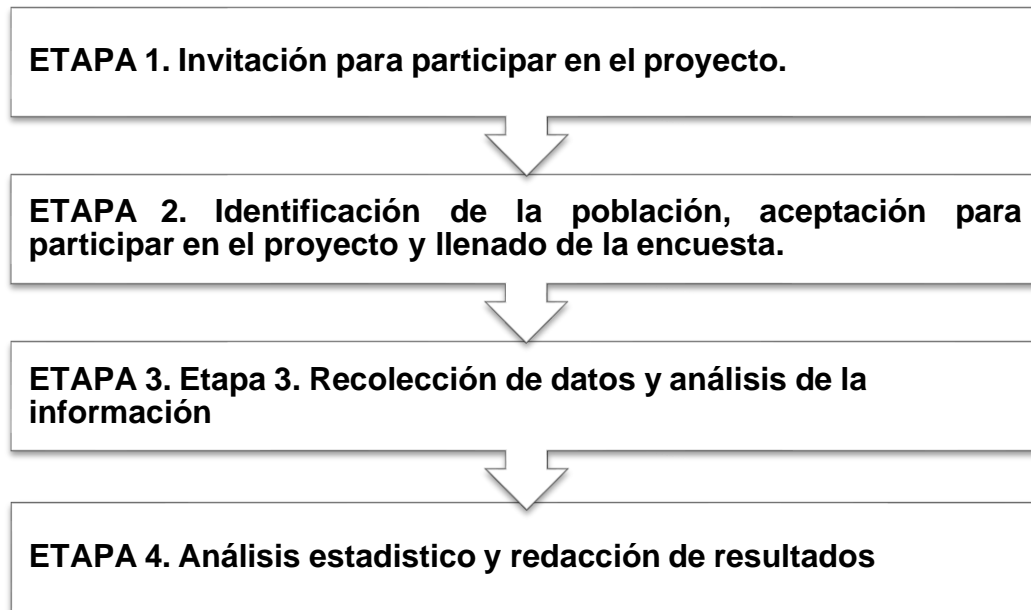 ETAPA 1. Invitación para participar en el proyecto.
ETAPA 2. Identificación de la población, aceptación para
participar en el proyecto y llenado de la encuesta.
ETAPA 3. Etapa 3. Recolección de datos y análisis de la
información
ETAPA 4. Análisis estadistico y redacción de resultados